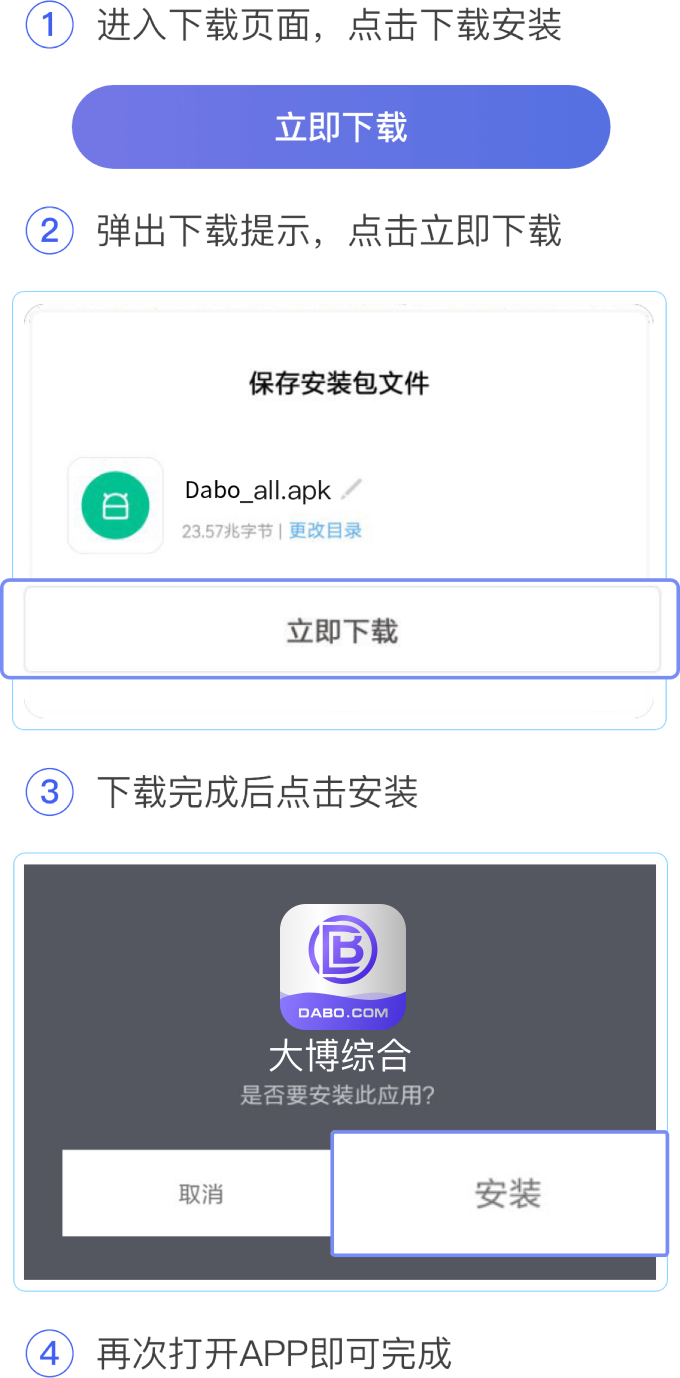 1 进入下载页面，点击下载安装
立即下载
2 弹出下载提示，点击立即下载
保存安装包文件
Dabo_all.apk
23.57兆字节 | 更改目录
立即下载
3 下载完成后点击安装
DABO.COM
大博综合
是否要安装此应用?
取消 安装
4 再次打开APP即可完成